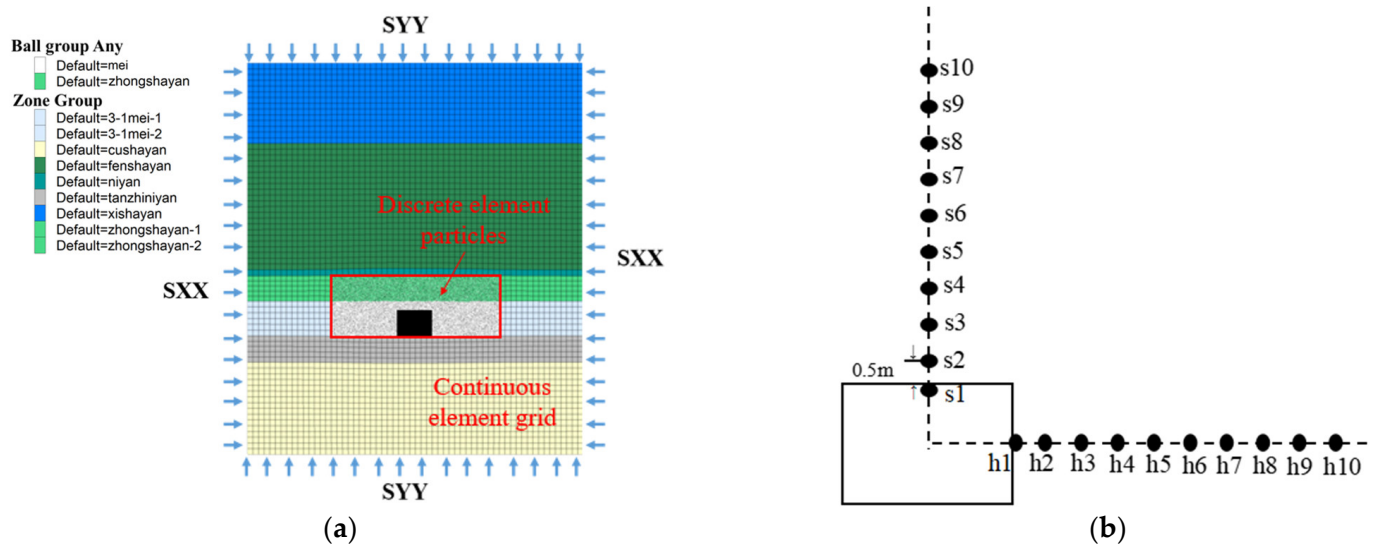 SYY
Ball group Any
Default=mei
Default=zhongshayan
Zone Group
Default=3-1mei-1
Default=3-1mei-2
Default=cushayan
Default=fenshayan
Default=niyan
Default=tanzhiniyan
Default=xishayan
Default=zhongshayan-1
Default=zhongshayan-2
Discrete element
particles
SXX
SXX
Continuous
element grid
SYY
(a)
s10
s9
s8
s7
s6
s5
s4
s3
s2
0.5m
s1
h1 h2 h3 h4 h5 h6 h7 h8 h9 h10
(b)